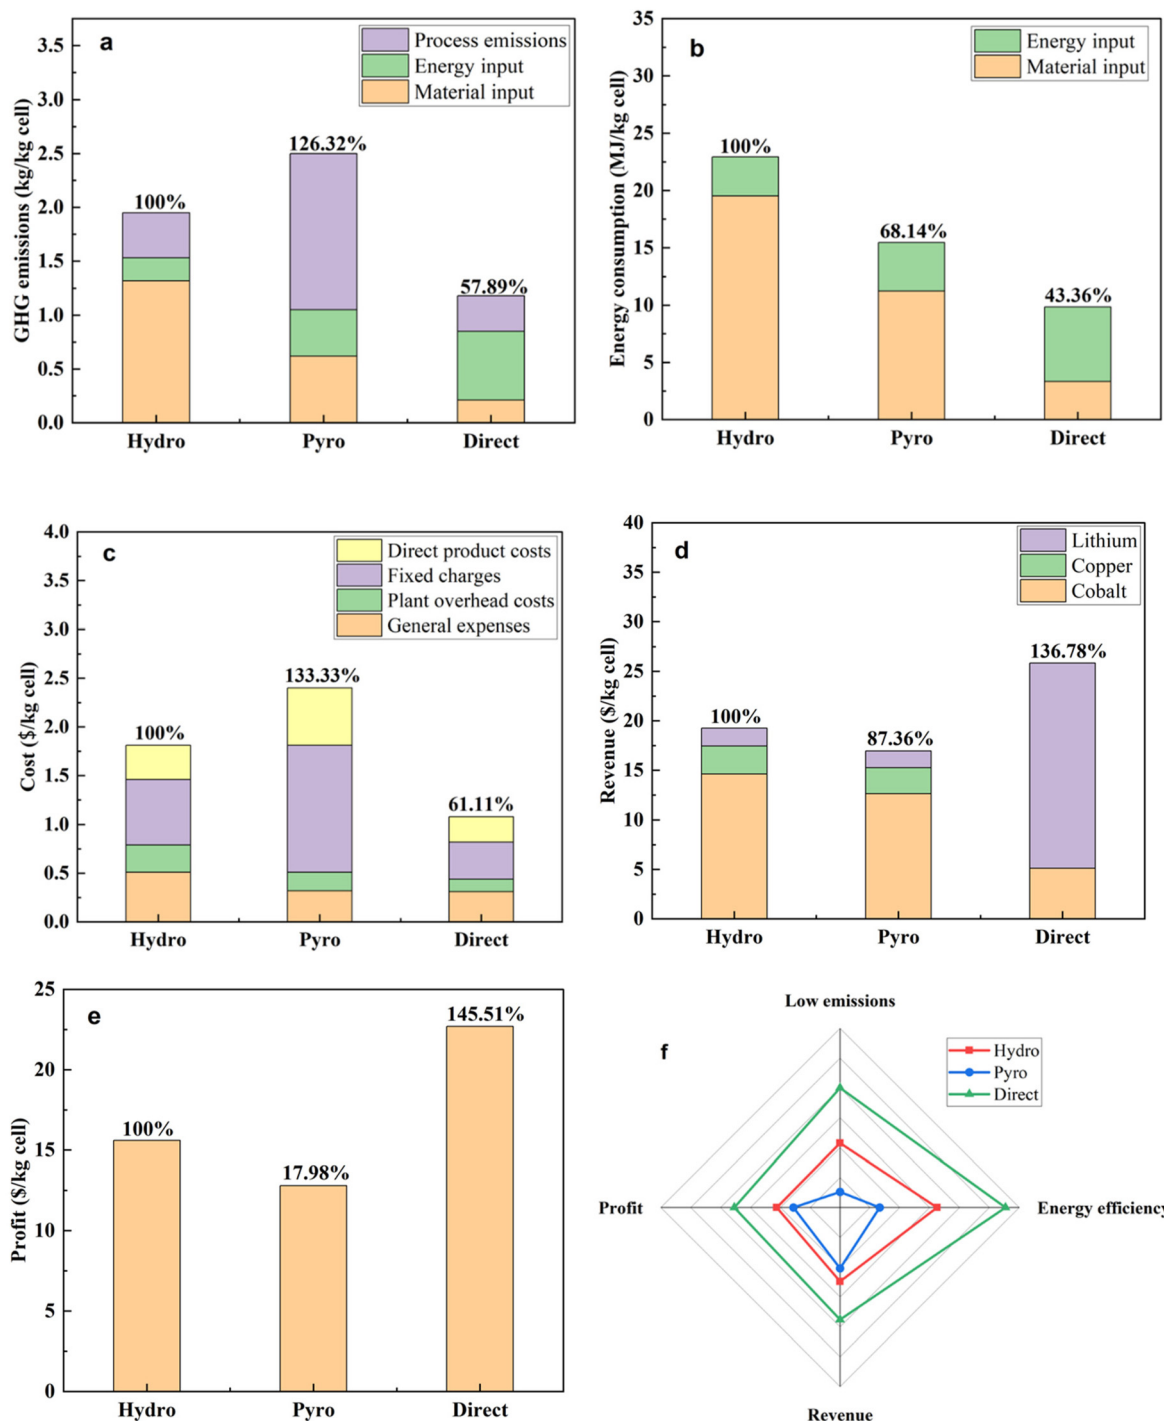 a
Process emissions
Energy input
Material input
GHG emissions (kg/kg cell)
3.5
3.0
2.5
2.0
1.5
1.0
0.5
0.0
100%
126.32%
57.89%
Hydro Pyro Direct
b
Energy input
Material input
Energy consumption (MJ/kg cell)
35
30
25
20
15
10
5
0
100%
68.14%
43.36%
Hydro Pyro Direct
c
Direct product costs
Fixed charges
Plant overhead costs
General expenses
Cost ($/kg cell)
4.0
3.5
3.0
2.5
2.0
1.5
1.0
0.5
0.0
100%
133.33%
61.11%
Hydro Pyro Direct
d
Lithium
Copper
Cobalt
Revenue ($/kg cell)
40
35
30
25
20
15
10
5
0
100%
87.36%
136.78%
Hydro Pyro Direct
e
Profit ($/kg cell)
25
20
15
10
5
0
100%
17.98%
145.51%
Hydro Pyro Direct
f
Low emissions
Hydro
Pyro
Direct
Profit
Energy efficiency
Revenue